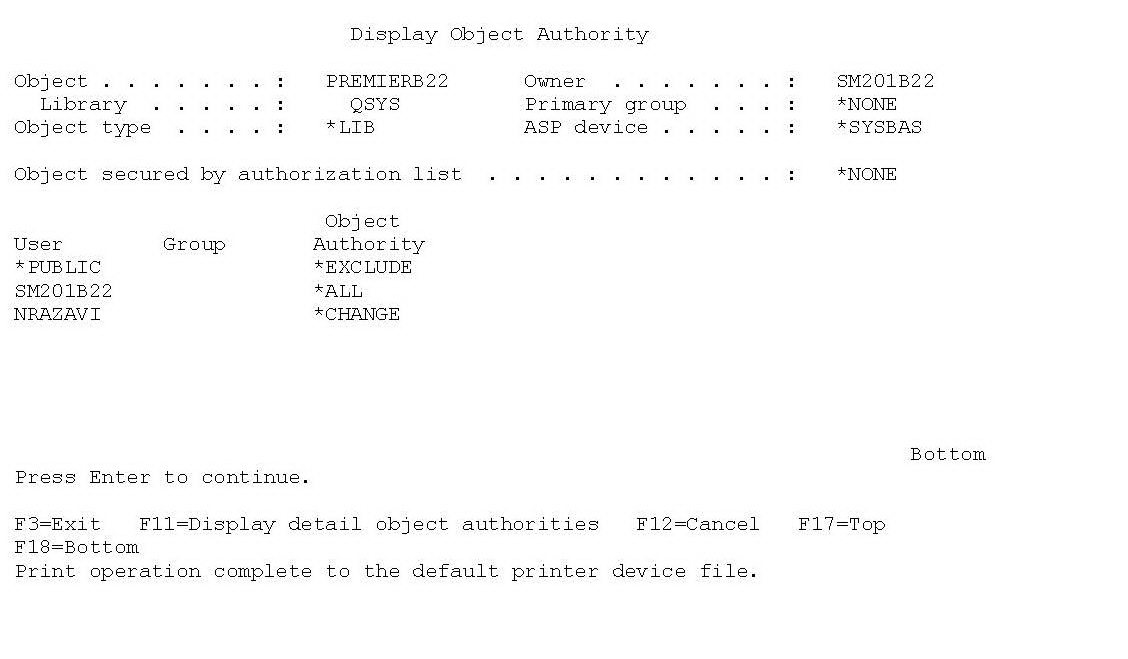 Display Object Authority
Object . . . . . . . :   PREMIERB22      Owner  . . . . . . . :   SM201B22
  Library  . . . . . :     QSYS          Primary group  . . . :   *NONE
Object type  . . . . :   *LIB            ASP device . . . . . :   *SYSBAS
Object secured by authorization list  . . . . . . . . . . . . . :   *NONE
                         Object
User        Group       Authority
*PUBLIC                 *EXCLUDE
SM201B22                *ALL
NRAZAVI                 *CHANGE
Bottom
Press Enter to continue.
F3=Exit   F11=Display detail object authorities   F12=Cancel   F17=Top
F18=Bottom
Print operation complete to the default printer device file.